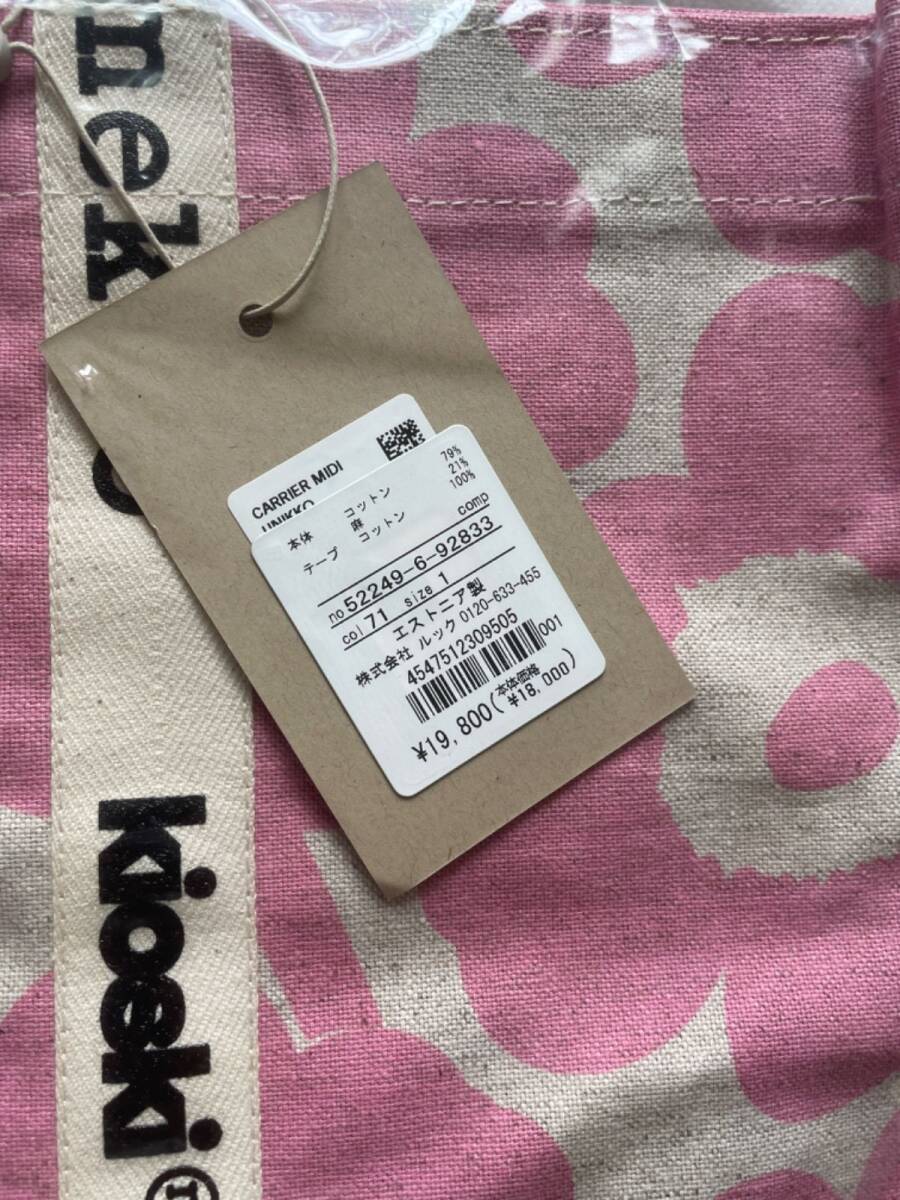 nek o
kioski
CARRIER MIDI
UNIKKO
本体 コットン 79%
麻 21%
テープ コットン 100%
comp
no 52249-6-92833
col 71 size 1
エストニア製
株式会社 ルック 0120-633-455
4547512309505
001
¥19,800(本体価格
¥18,000)